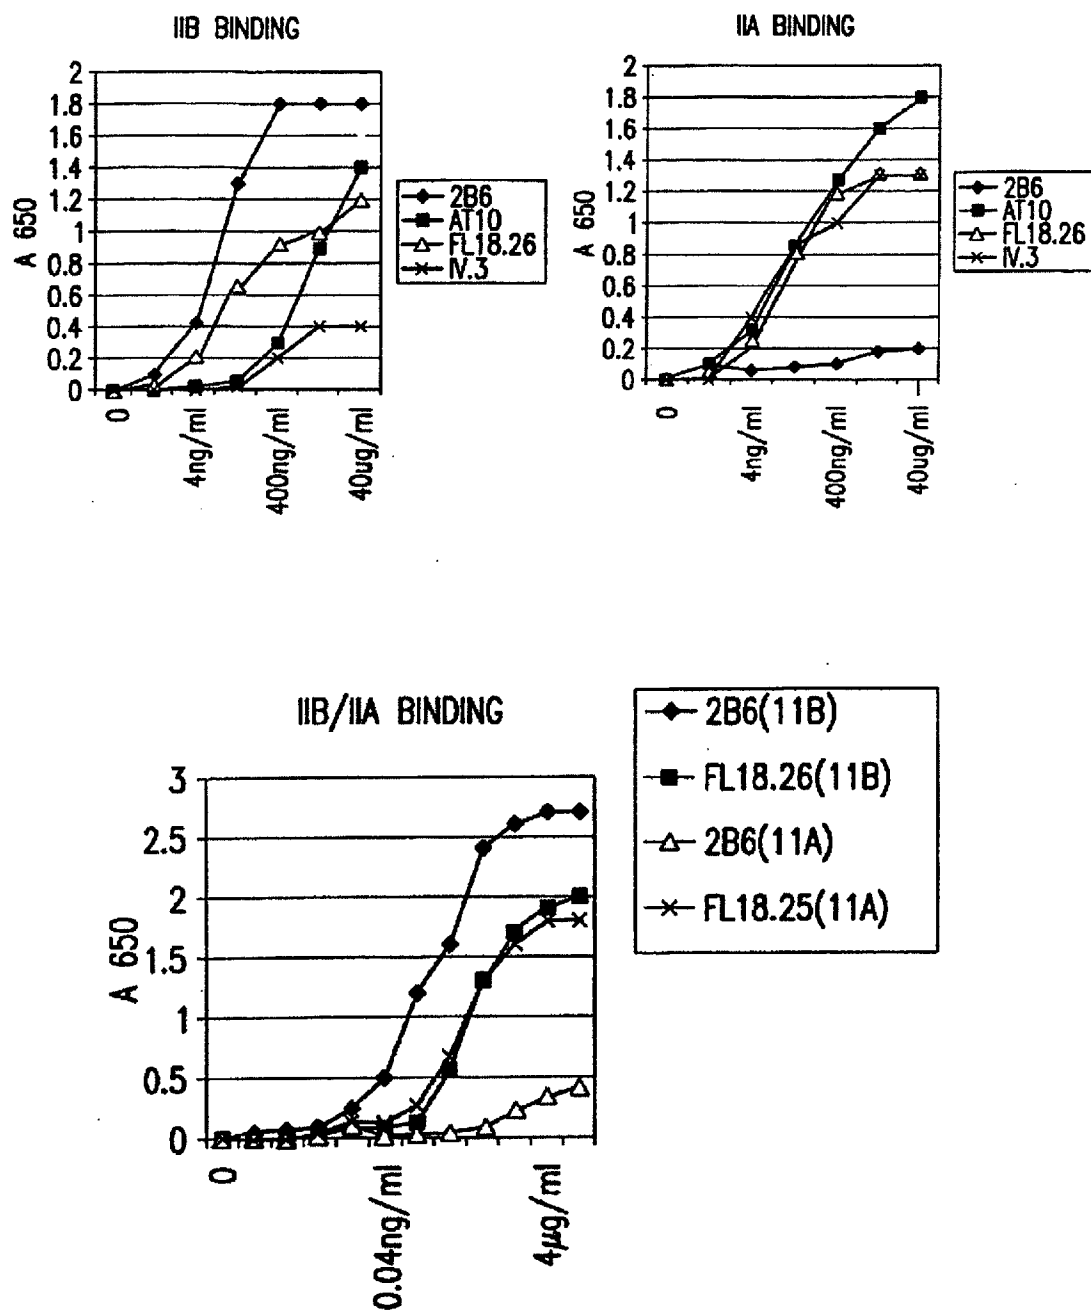 IIB BINDING
2
1.8
1.6
1.4
1.2
1
0.8
0.6
0.4
0.2
0
A 650
0
4ng/ml
400ng/ml
40ug/ml
2B6
AT10
FL18.26
IV.3
IIA BINDING
2
1.8
1.6
1.4
1.2
1
0.8
0.6
0.4
0.2
0
A 650
0
4ng/ml
400ng/ml
40ug/ml
2B6
AT10
FL18.26
IV.3
IIB/IIA BINDING
3
2.5
2
1.5
1
0.5
0
A 650
0
0.04ng/ml
4μg/ml
2B6(11B)
FL18.26(11B)
2B6(11A)
FL18.25(11A)